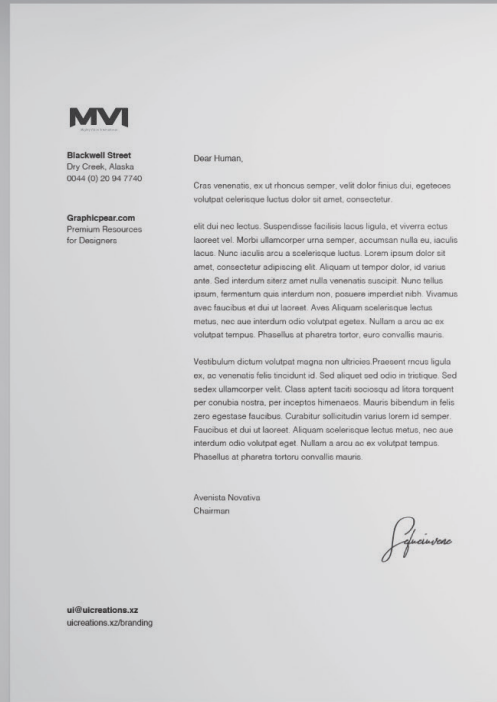 MVI
Blackwell Street
Dry Creek, Alaska
0044 (0) 20 94 7740
Graphicpear.com
Premium Resources
for Designers
Dear Human,
Cras venenatis, ex ut rhoncus semper, velit dolor finius dui, egeteces
volutpat celerisque luctus dolor sit amet, consectetur.
elit dui nec lectus. Suspendisse facilisis lacus ligula, et viverra ectus
laoreet vel. Morbi ullamcorper urna semper, accumsan nulla eu, iaculis
lacus. Nunc iaculis arcu a scelerisque luctus. Lorem ipsum dolor sit
amet, consectetur adipiscing elit. Aliquam ut tempor dolor, id varius
ante. Sed interdum siterz amet nulla venenatis suscipit. Nunc tellus
ipsum, fermentum quis interdum non, posuere imperdiet nibh. Vivamus
avec faucibus et dui ut laoreet. Aves Aliquam scelerisque lectus
metus, nec aue interdum odio volutpat egetex. Nullam a arcu ac ex
volutpat tempus. Phasellus at pharetra tortor, euro convallis mauris.
Vestibulum dictum volutpat magna non ultricies.Praesent rncus ligula
ex, ac venenatis felis tincidunt id. Sed aliquet sed odio in tristique. Sed
sedex ullamcorper velit. Class aptent taciti sociosqu ad litora torquent
per conubia nostra, per inceptos himenaeos. Mauris bibendum in felis
zero egestase faucibus. Curabitur sollicitudin varius lorem id semper.
Faucibus et dui ut laoreet. Aliquam scelerisque lectus metus, nec aue
interdum odio volutpat eget. Nullam a arcu ac ex volutpat tempus.
Phasellus at pharetra tortoru convallis mauris.
Avenista Novativa
Chairman
ui@uicreations.xz
uicreations.xz/branding